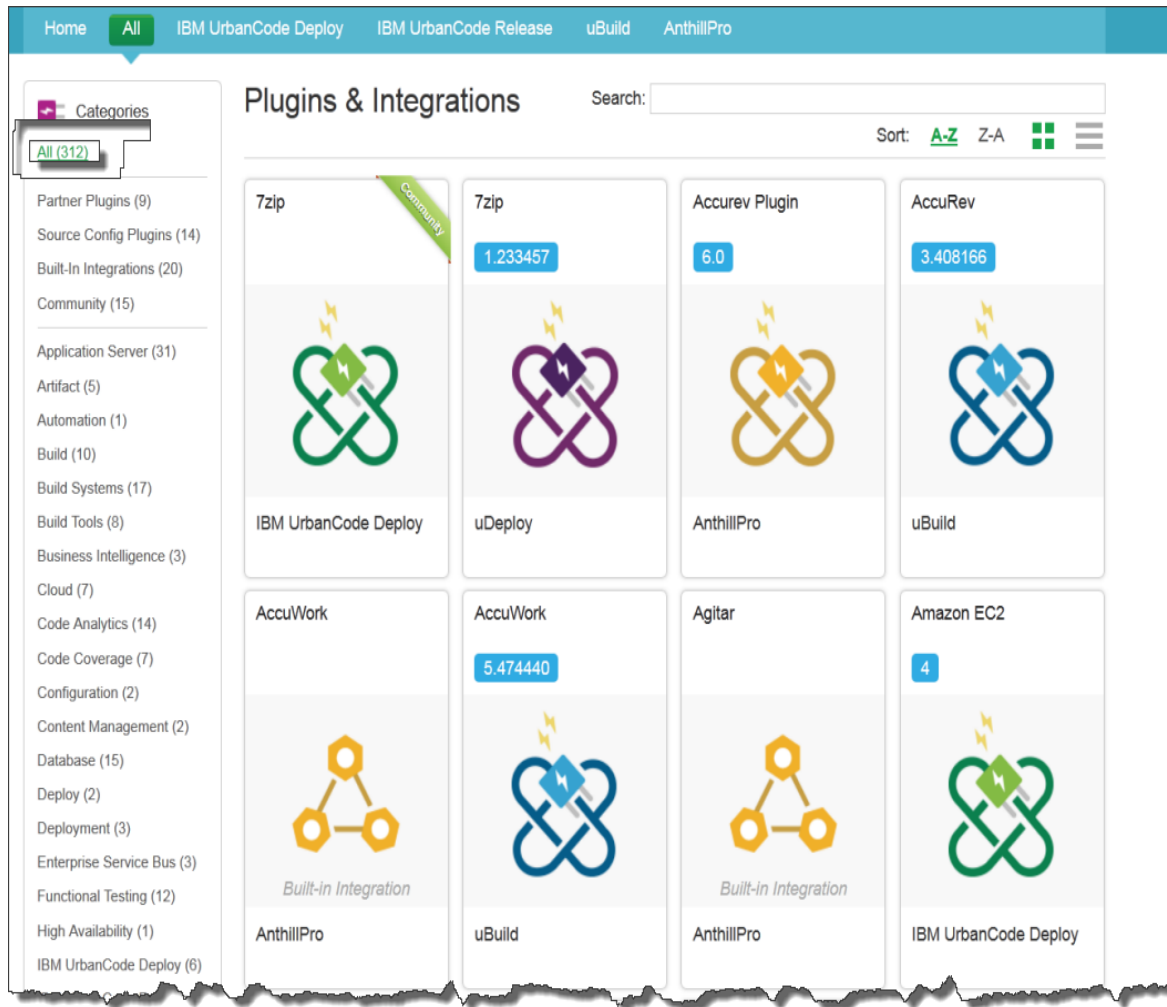 Home All IBM UrbanCode Deploy IBM UrbanCode Release uBuild AnthillPro
Categories
All (312)
Partner Plugins (9)
Source Config Plugins (14)
Built-In Integrations (20)
Community (15)
Application Server (31)
Artifact (5)
Automation (1)
Build (10)
Build Systems (17)
Build Tools (8)
Business Intelligence (3)
Cloud (7)
Code Analytics (14)
Code Coverage (7)
Configuration (2)
Content Management (2)
Database (15)
Deploy (2)
Deployment (3)
Enterprise Service Bus (3)
Functional Testing (12)
High Availability (1)
IBM UrbanCode Deploy (6)
Plugins & Integrations
Search:
Sort: A-Z Z-A
7zip
Community
IBM UrbanCode Deploy
7zip
1.233457
uDeploy
Accurev Plugin
6.0
AnthillPro
AccuRev
3.408166
uBuild
AccuWork
Built-in Integration
AnthillPro
AccuWork
5.474440
uBuild
Agitar
Built-in Integration
AnthillPro
Amazon EC2
4
IBM UrbanCode Deploy